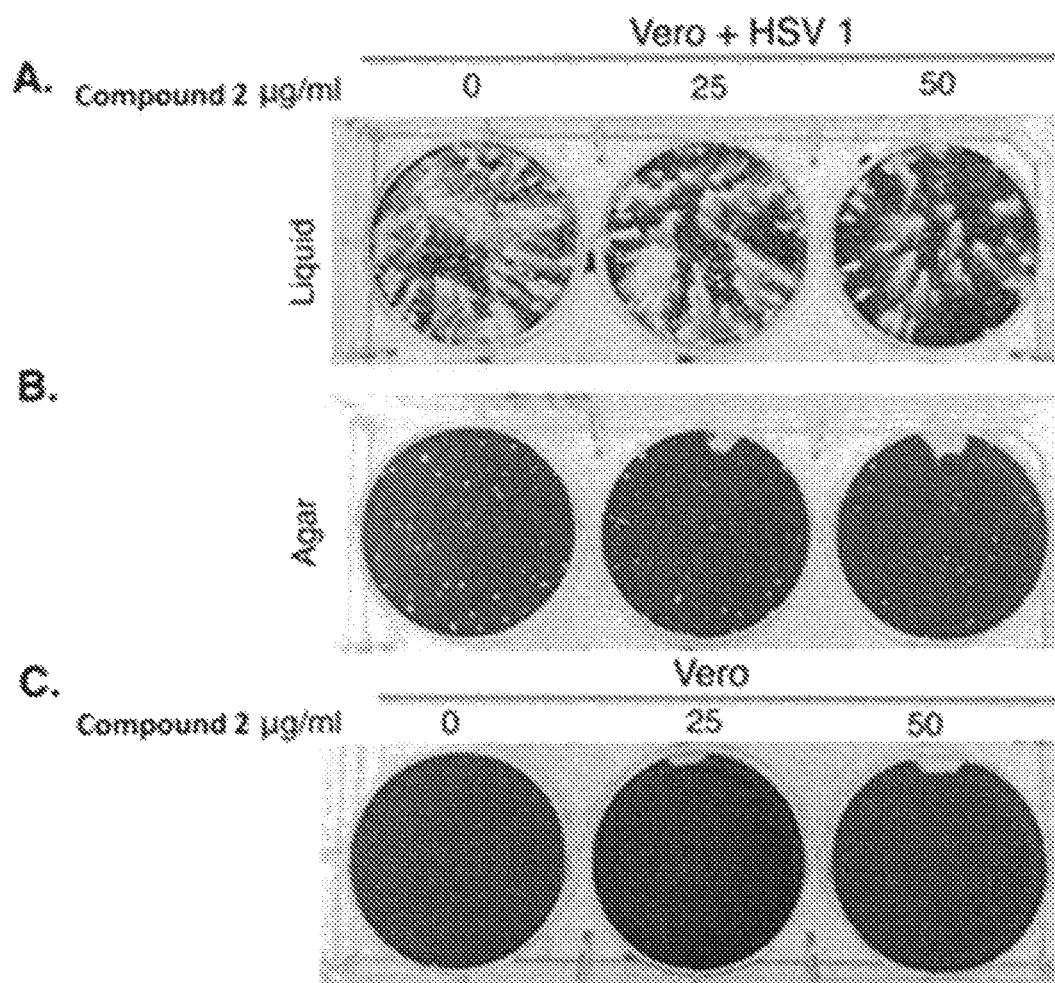 Vero + HSV 1
A. Compound 2 µg/ml 0 25 50
Liquid
B.
Agar
C. Vero
Compound 2 µg/ml 0 25 50